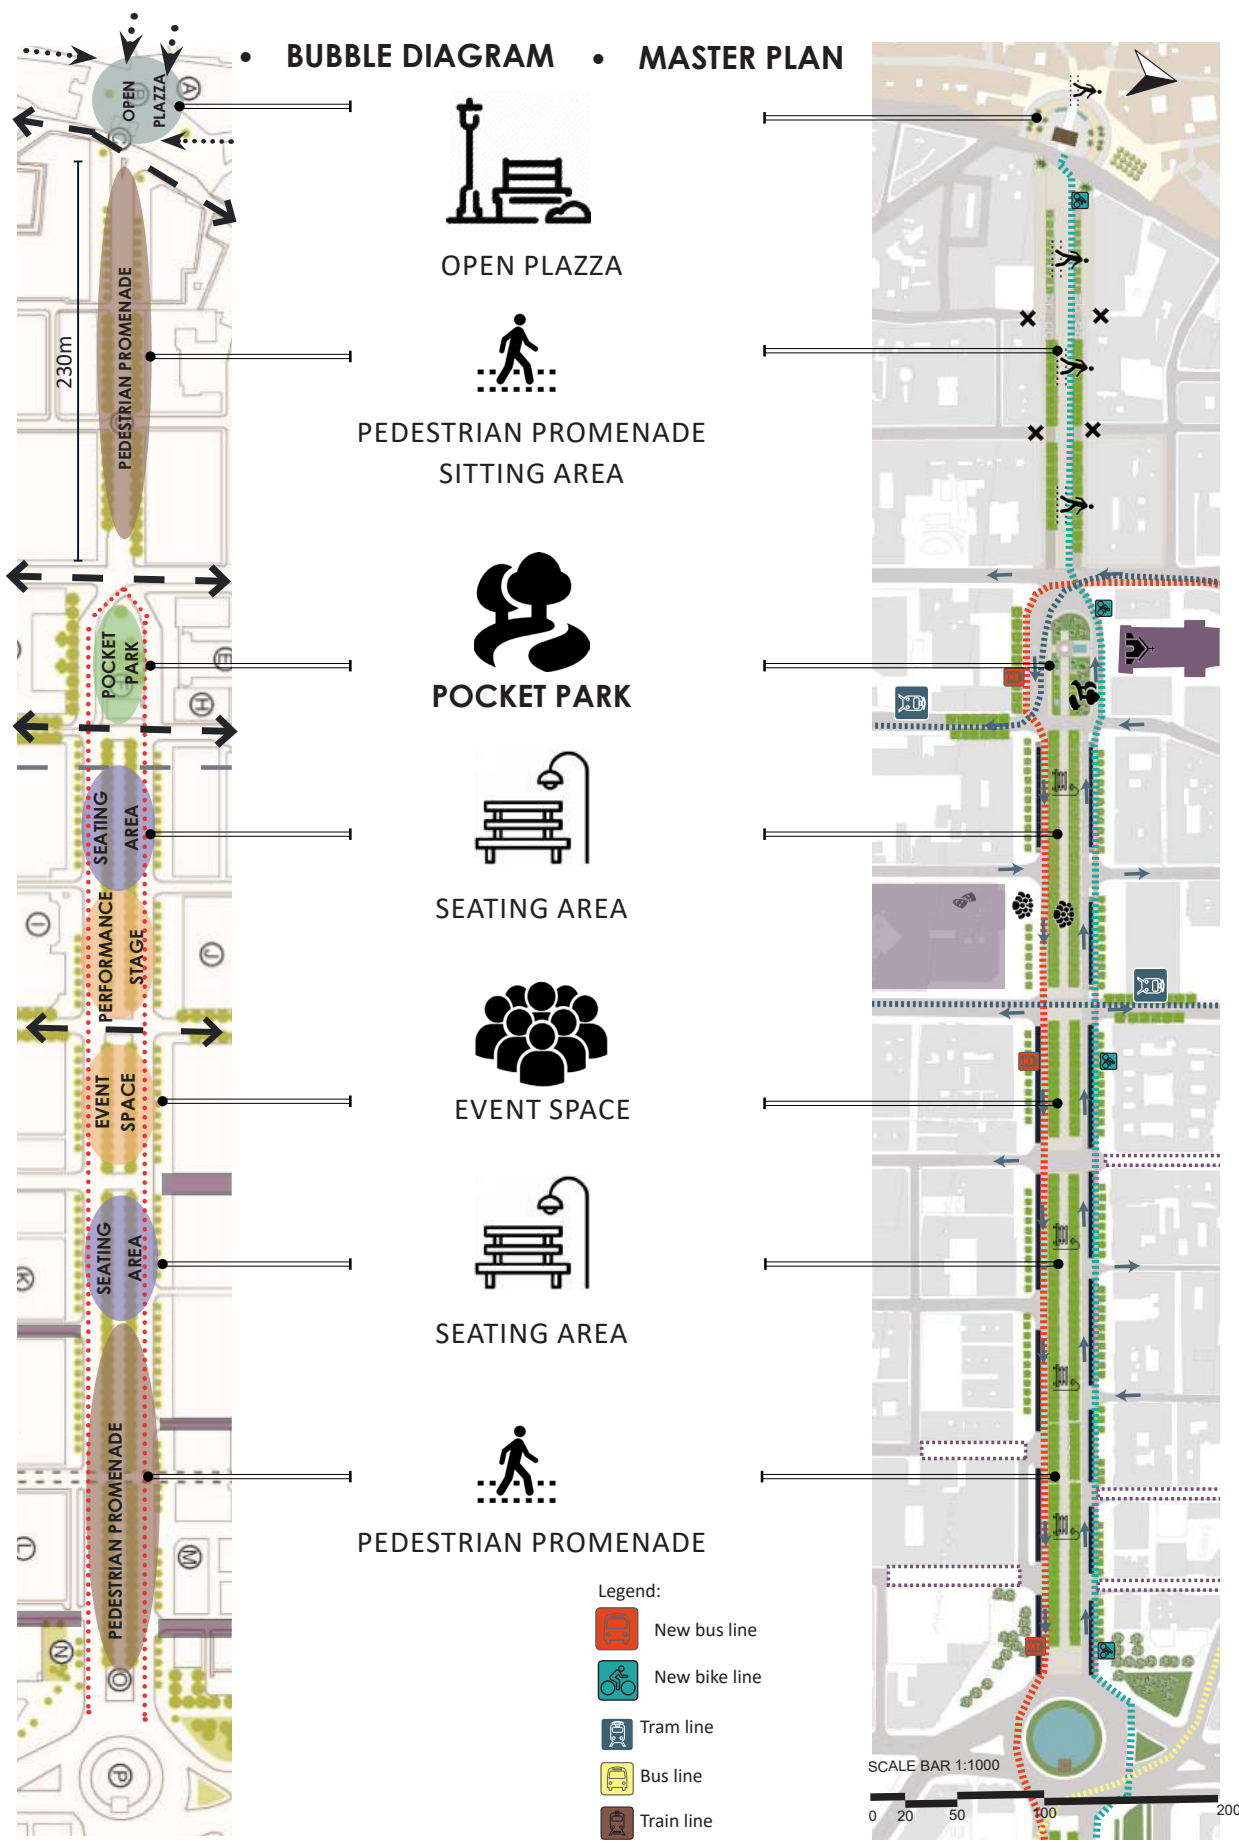 • BUBBLE DIAGRAM • MASTER PLAN
OPEN
PLAZZA
A
B
C
OPEN PLAZZA
230m
PEDESTRIAN PROMENADE
PEDESTRIAN PROMENADE
SITTING AREA
POCKET
PARK
E
H
POCKET PARK
SEATING
AREA
SEATING AREA
PERFORMANCE
STAGE
I
J
EVENT
SPACE
EVENT SPACE
SEATING
AREA
K
SEATING AREA
PEDESTRIAN PROMENADE
L
M
N
O
P
PEDESTRIAN PROMENADE
Legend:
New bus line
New bike line
Tram line
Bus line
Train line
SCALE BAR 1:1000
0 20 50 100 200